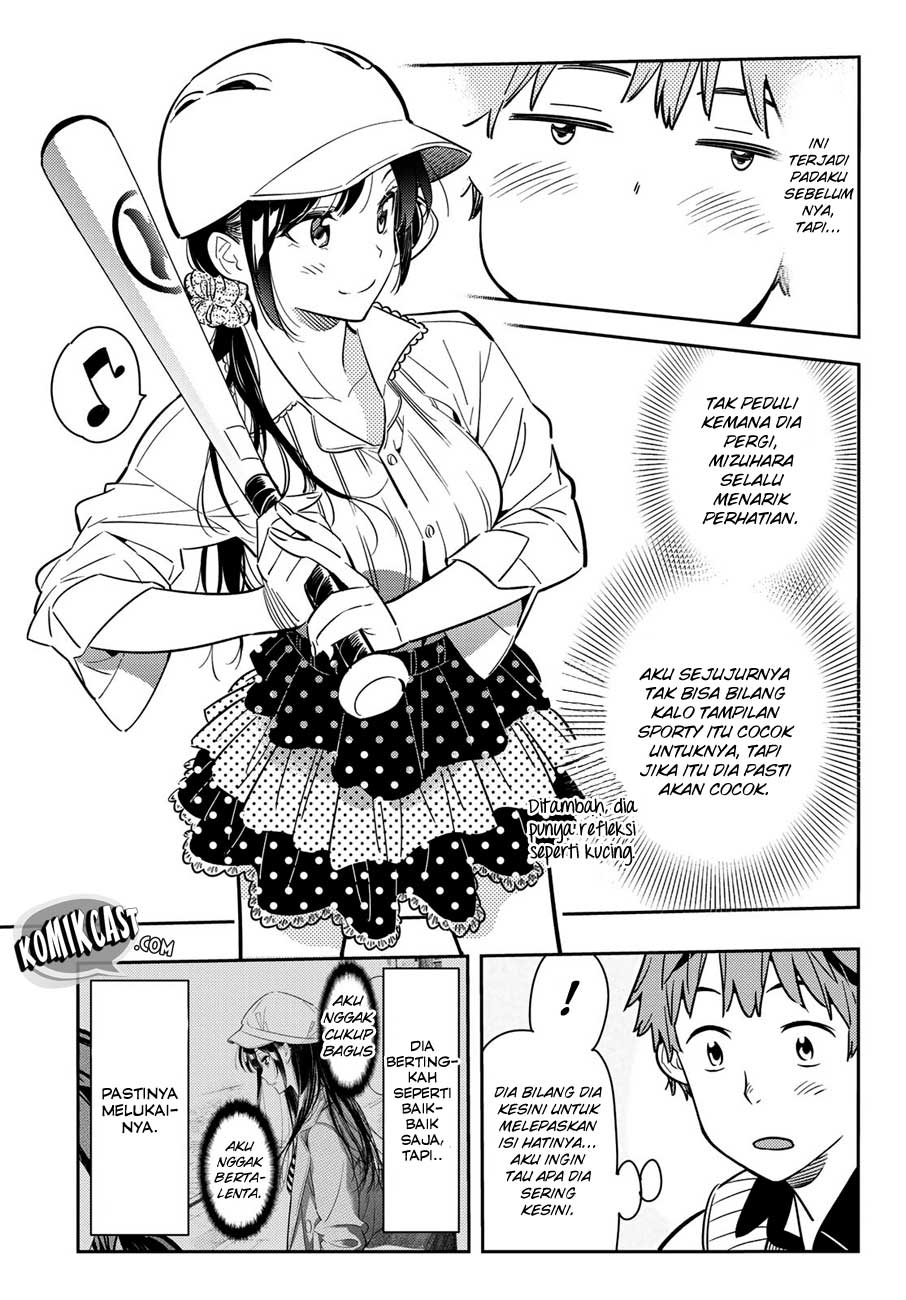 INI
TERJADI
PADAKU
SEBELUM
NYA,
TAPI...
TAK PEDULI
KEMANA DIA
PERGI,
MIZUHARA
SELALU
MENARIK
PERHATIAN.
AKU SEJUJURNYA
TAK BISA BILANG
KALO TAMPILAN
SPORTY ITU COCOK
UNTUKNYA, TAPI
JIKA ITU DIA PASTI
AKAN COCOK.
Ditambah, dia
punya refleksi
seperti kucing.
KOMIKCAST
.COM
!
DIA BILANG DIA
KESINI UNTUK
MELEPASKAN
ISI HATINYA...
AKU INGIN
TAU APA DIA
SERING
KESINI.
DIA
BERTING-
KAH
SEPERTI
BAIK-
BAIK
SAJA,
TAPI..
AKU
NGGAK
CUKUP
BAGUS
AKU
NGGAK
BERTA-
LENTA.
PASTINYA
MELUKAI-
NYA.